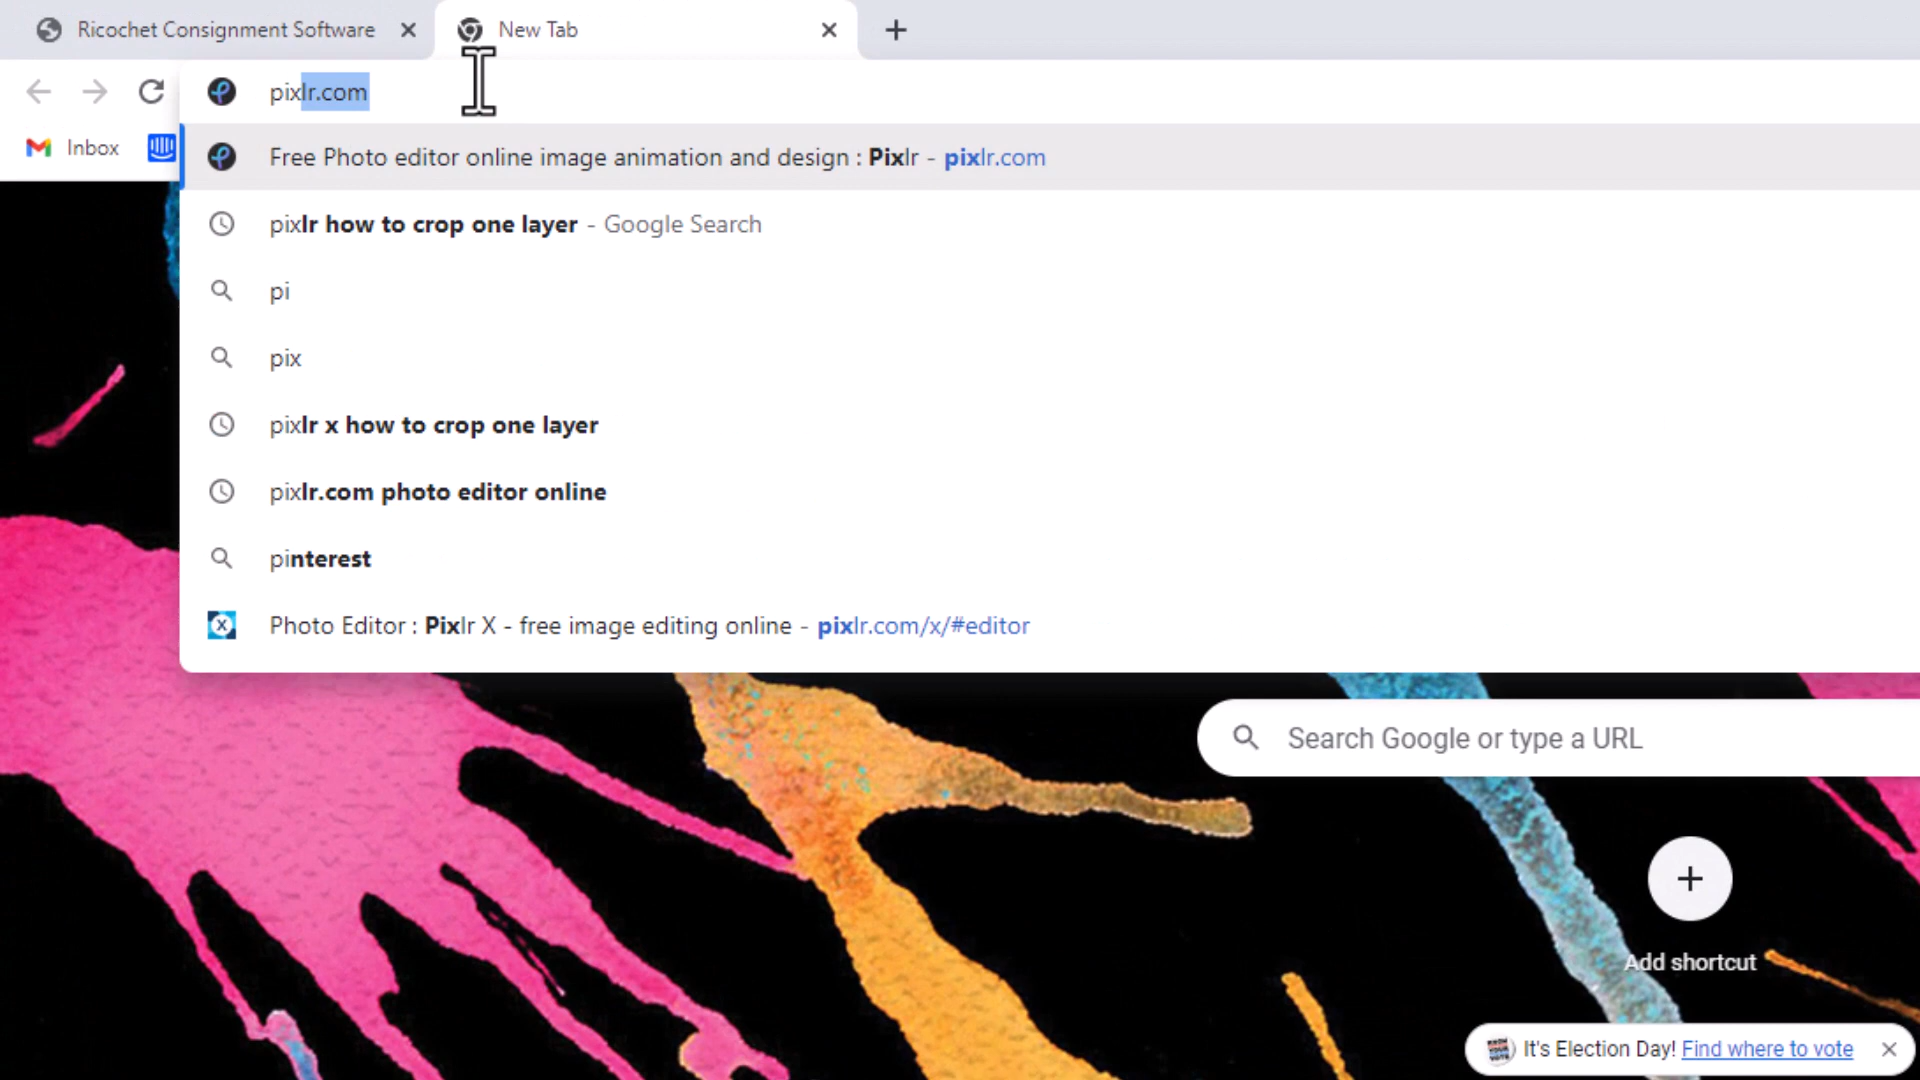 Ricochet Consignment Software
New Tab
pixlr.com
Inbox
Free Photo editor online image animation and design : Pixlr - pixlr.com
pixlr how to crop one layer - Google Search
pi
pix
pixlr x how to crop one layer
pixlr.com photo editor online
pinterest
Photo Editor : Pixlr X - free image editing online - pixlr.com/x/#editor
Search Google or type a URL
Add shortcut
It's Election Day! Find where to vote